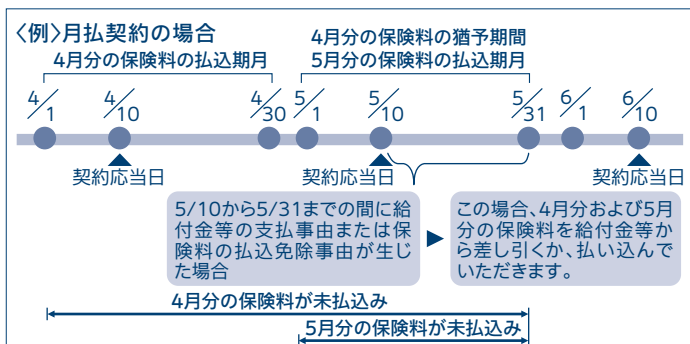 〈例〉月払契約の場合
4月分の保険料の払込期月
4月分の保険料の猶予期間
5月分の保険料の払込期月
4/1
4/10
4/30
5/1
5/10
5/31
6/1
6/10
契約応当日
契約応当日
契約応当日
5/10から5/31までの間に給
付金等の支払事由または保
険料の払込免除事由が生じ
た場合
この場合、4月分および5月
分の保険料を給付金等か
ら差し引くか、払い込んで
いただきます。
4月分の保険料が未払込み
5月分の保険料が未払込み